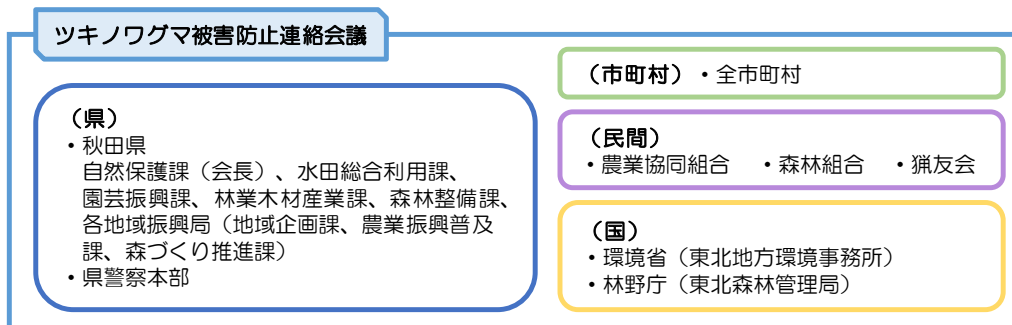 ツキノワグマ被害防止連絡会議
（県）
・秋田県
自然保護課（会長）、水田総合利用課、
園芸振興課、林業木材産業課、森林整備課、
各地域振興局（地域企画課、農業振興普及
課、森づくり推進課）
・県警察本部
（市町村）・全市町村
（民間）
・農業協同組合　・森林組合　・猟友会
（国）
・環境省（東北地方環境事務所）
・林野庁（東北森林管理局）